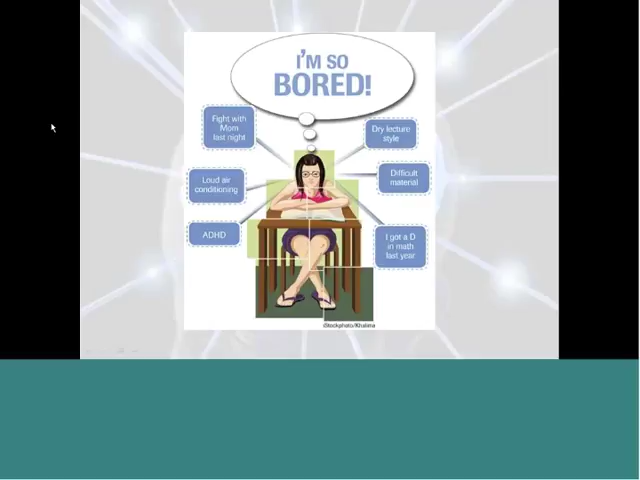 I'M SO
BORED!
Fight with
Mom
last night
Dry lecture
style
Loud air
conditioning
Difficult
material
ADHD
I got a D
in math
last year
iStockphoto/Khalima